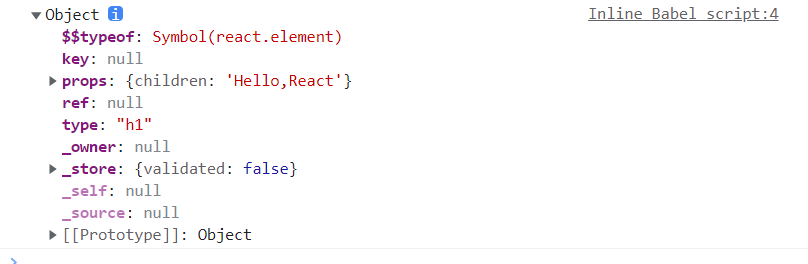 Object i Inline Babel script:4
$$typeof: Symbol(react.element)
key: null
props: {children: 'Hello,React'}
ref: null
type: "h1"
_owner: null
_store: {validated: false}
_self: null
_source: null
[[Prototype]]: Object